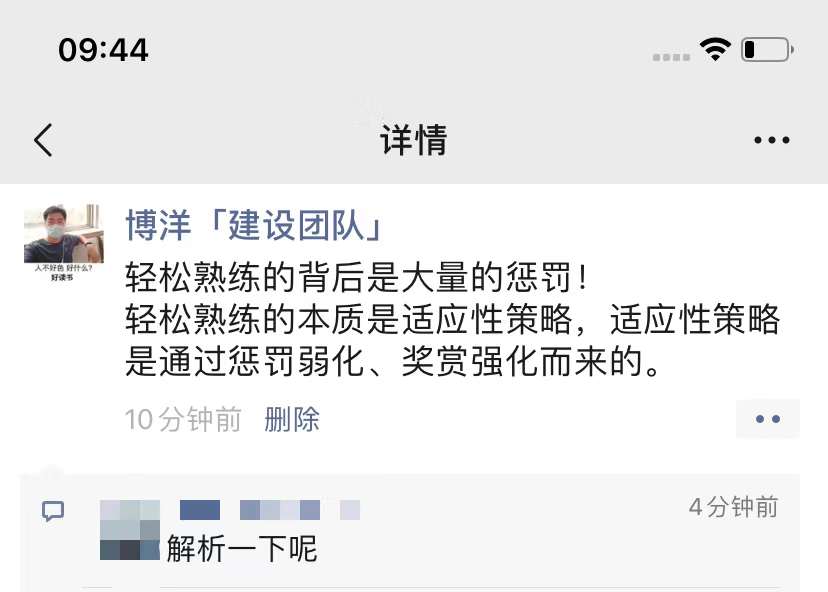 09:44
详情
博洋「建设团队」
人不好色 好什么?
好读书
轻松熟练的背后是大量的惩罚！
轻松熟练的本质是适应性策略，适应性策略
是通过惩罚弱化、奖赏强化而来的。
10分钟前 删除
4分钟前
解析一下呢